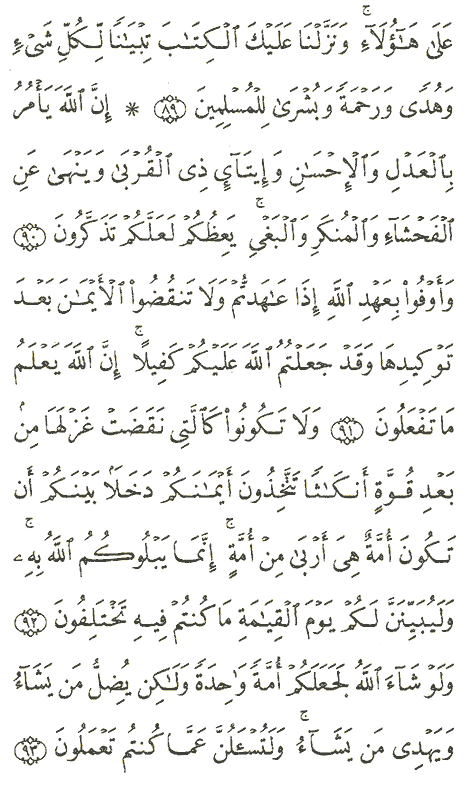 عَلَىٰ هَٰٓؤُلَآءِۚ وَنَزَّلۡنَا عَلَيۡكَ ٱلۡكِتَٰبَ تِبۡيَٰنٗا لِّكُلِّ شَيۡءٖ
وَهُدٗى وَرَحۡمَةٗ وَبُشۡرَىٰ لِلۡمُسۡلِمِينَ ٨٩ * إِنَّ ٱللَّهَ يَأۡمُرُ
بِٱلۡعَدۡلِ وَٱلۡإِحۡسَٰنِ وَإِيتَآيِٕ ذِي ٱلۡقُرۡبَىٰ وَيَنۡهَىٰ عَنِ
ٱلۡفَحۡشَآءِ وَٱلۡمُنكَرِ وَٱلۡبَغۡيِۚ يَعِظُكُمۡ لَعَلَّكُمۡ تَذَكَّرُونَ ٩٠
وَأَوۡفُواْ بِعَهۡدِ ٱللَّهِ إِذَا عَٰهَدتُّمۡ وَلَا تَنقُضُواْ ٱلۡأَيۡمَٰنَ بَعۡدَ
تَوۡكِيدِهَا وَقَدۡ جَعَلۡتُمُ ٱللَّهَ عَلَيۡكُمۡ كَفِيلًاۚ إِنَّ ٱللَّهَ يَعۡلَمُ
مَا تَفۡعَلُونَ ٩١ وَلَا تَكُونُواْ كَٱلَّتِي نَقَضَتۡ غَزۡلَهَا مِنۢ
بَعۡدِ قُوَّةٍ أَنكَٰثٗا تَتَّخِذُونَ أَيۡمَٰنَكُمۡ دَخَلَۢا بَيۡنَكُمۡ أَن
تَكُونَ أُمَّةٌ هِيَ أَرۡبَىٰ مِنۡ أُمَّةٍۚ إِنَّمَا يَبۡلُوكُمُ ٱللَّهُ بِهِۦۚ
وَلَيُبَيِّنَنَّ لَكُمۡ يَوۡمَ ٱلۡقِيَٰمَةِ مَا كُنتُمۡ فِيهِ تَخۡتَلِفُونَ ٩٢
وَلَوۡ شَآءَ ٱللَّهُ لَجَعَلَكُمۡ أُمَّةٗ وَٰحِدَةٗ وَلَٰكِن يُضِلُّ مَن يَشَآءُ
وَيَهۡدِي مَن يَشَآءُۚ وَلَتُسۡـَٔلُنَّ عَمَّا كُنتُمۡ تَعۡمَلُونَ ٩٣